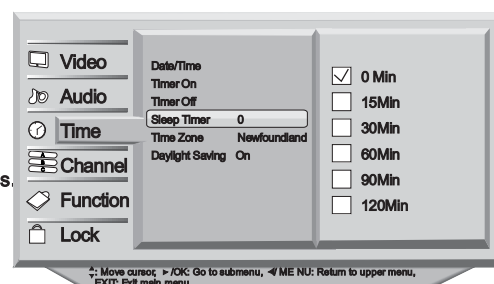 Video
Audio
Time
Channel
Function
Lock
Date/Time
Timer On
Timer Off
Sleep Timer 0
Time Zone Newfoundland
Daylight Saving On
0 Min
15Min
30Min
60Min
90Min
120Min
s.
: Move cursor, ►/OK: Go to submenu, ◄/ ME NU: Return to upper menu,
EXIT: Exit main menu